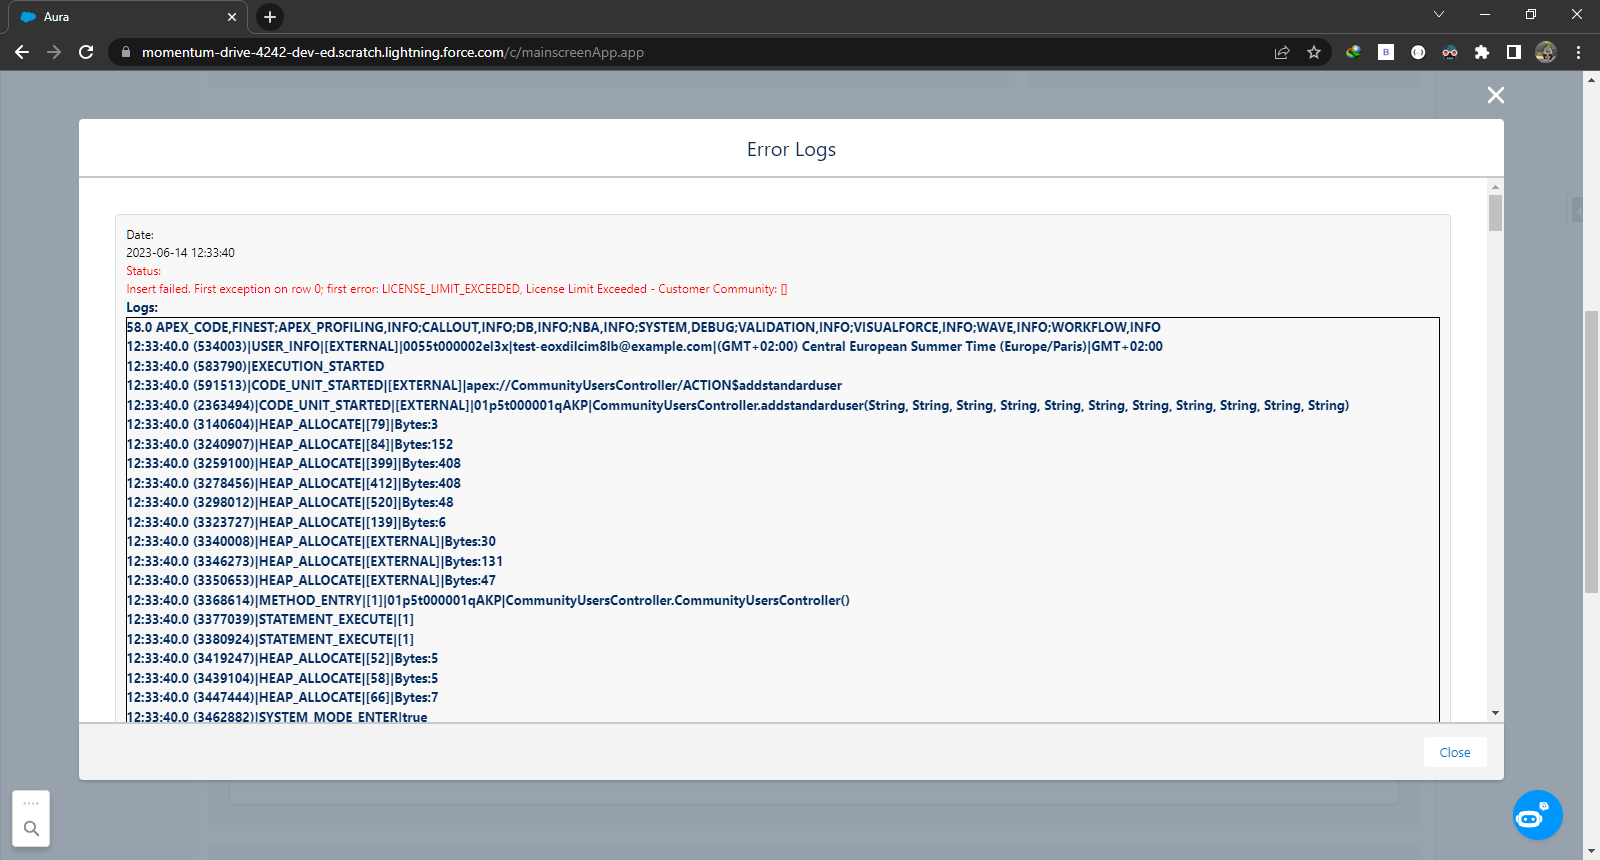 Aura
momentum-drive-4242-dev-ed.scratch.lightning.force.com/c/mainscreenApp.app
Error Logs
Date:
2023-06-14 12:33:40
Status:
Insert failed. First exception on row 0; first error: LICENSE_LIMIT_EXCEEDED, License Limit Exceeded - Customer Community: []
Logs:
58.0 APEX_CODE,FINEST;APEX_PROFILING,INFO;CALLOUT,INFO;DB,INFO;NBA,INFO;SYSTEM,DEBUG;VALIDATION,INFO;VISUALFORCE,INFO;WAVE,INFO;WORKFLOW,INFO
12:33:40.0 (534003)|USER_INFO|[EXTERNAL]|0055t000002el3x|test-eoxdilcim8lb@example.com|(GMT+02:00) Central European Summer Time (Europe/Paris)|GMT+02:00
12:33:40.0 (583790)|EXECUTION_STARTED
12:33:40.0 (591513)|CODE_UNIT_STARTED|[EXTERNAL]|apex://CommunityUsersController/ACTION$addstandarduser
12:33:40.0 (2363494)|CODE_UNIT_STARTED|[EXTERNAL]|01p5t000001qAKP|CommunityUsersController.addstandarduser(String, String, String, String, String, String, String, String, String, String, String)
12:33:40.0 (3140604)|HEAP_ALLOCATE|[79]|Bytes:3
12:33:40.0 (3240907)|HEAP_ALLOCATE|[84]|Bytes:152
12:33:40.0 (3259100)|HEAP_ALLOCATE|[399]|Bytes:408
12:33:40.0 (3278456)|HEAP_ALLOCATE|[412]|Bytes:408
12:33:40.0 (3298012)|HEAP_ALLOCATE|[520]|Bytes:48
12:33:40.0 (3323727)|HEAP_ALLOCATE|[139]|Bytes:6
12:33:40.0 (3340008)|HEAP_ALLOCATE|[EXTERNAL]|Bytes:30
12:33:40.0 (3346273)|HEAP_ALLOCATE|[EXTERNAL]|Bytes:131
12:33:40.0 (3350653)|HEAP_ALLOCATE|[EXTERNAL]|Bytes:47
12:33:40.0 (3368614)|METHOD_ENTRY|[1]|01p5t000001qAKP|CommunityUsersController.CommunityUsersController()
12:33:40.0 (3377039)|STATEMENT_EXECUTE|[1]
12:33:40.0 (3380924)|STATEMENT_EXECUTE|[1]
12:33:40.0 (3419247)|HEAP_ALLOCATE|[52]|Bytes:5
12:33:40.0 (3439104)|HEAP_ALLOCATE|[58]|Bytes:5
12:33:40.0 (3447444)|HEAP_ALLOCATE|[66]|Bytes:7
12:33:40.0 (3462882)|SYSTEM_MODE_ENTER|true
Close